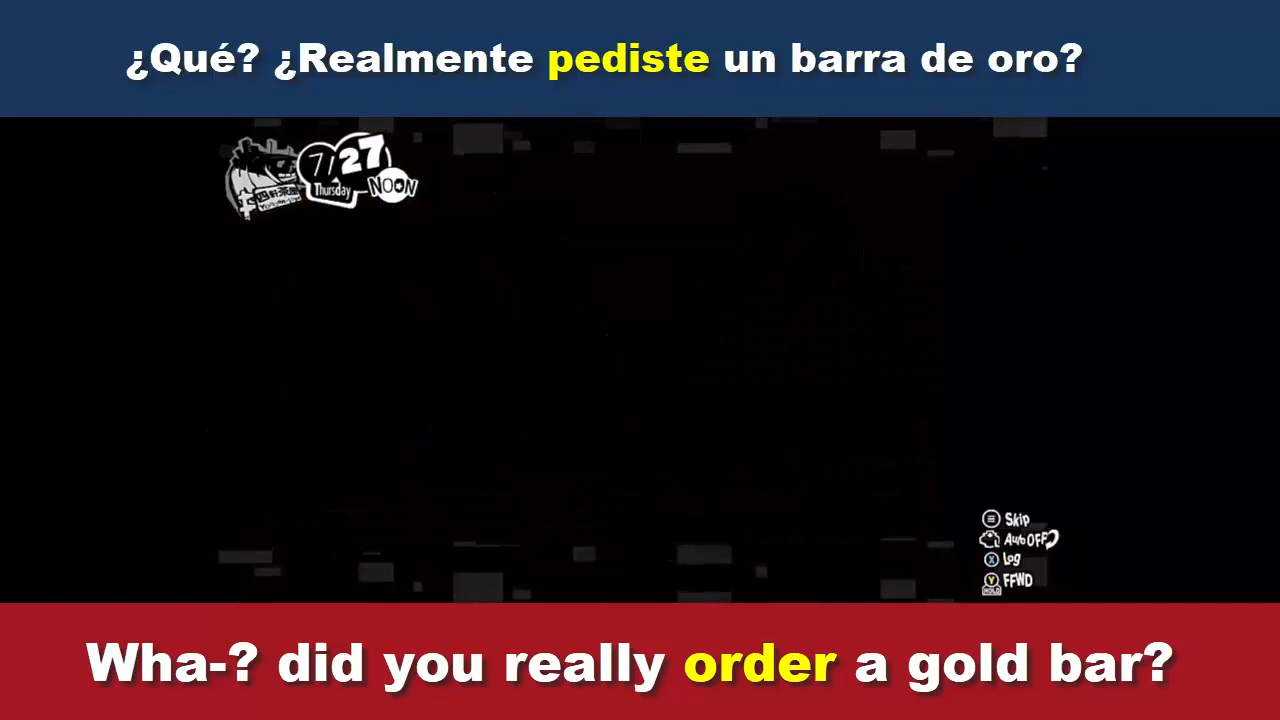 ¿Qué? ¿Realmente pediste un barra de oro?
7/27
Thursday
NOON
Skip
Auto OFF
X Log
Y FFWD
HOLD
Wha-? did you really order a gold bar?